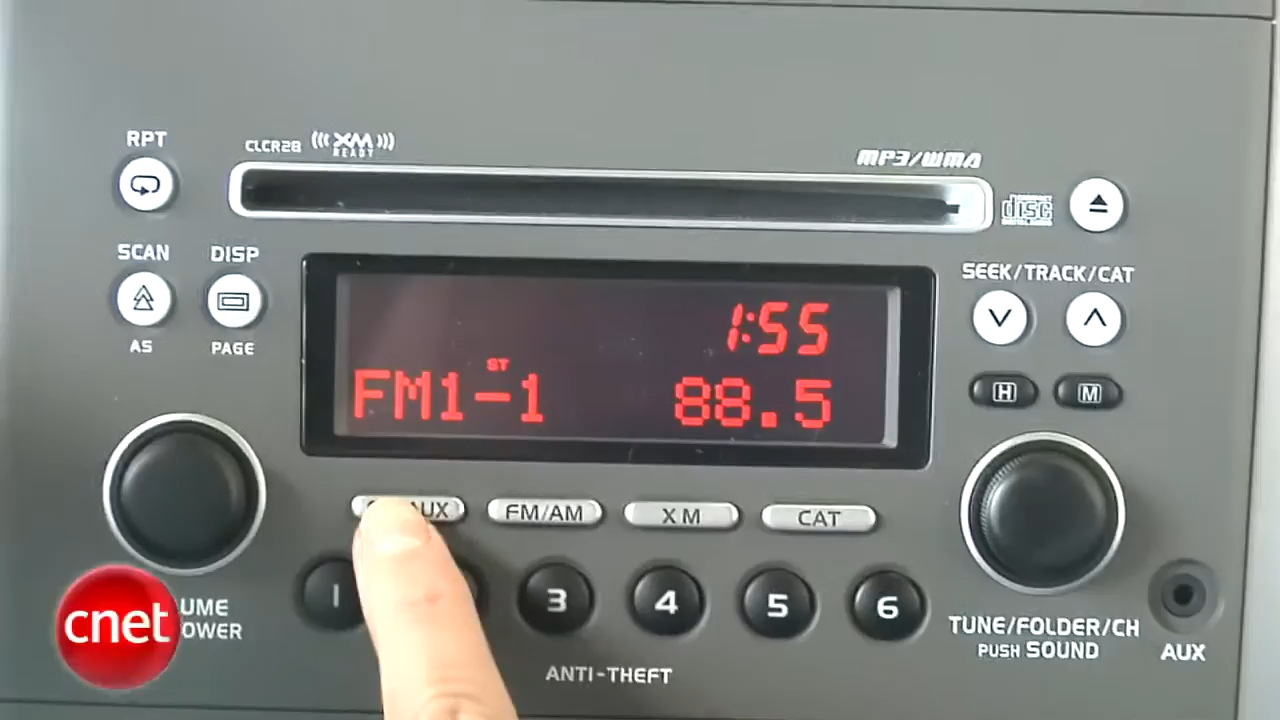 RPT
CLCR28
XM
READY
MP3/WMA
disc
SCAN
DISP
SEEK/TRACK/CAT
AS
PAGE
1:55
ST
FM1-1
88.5
H
M
AUX
FM/AM
XM
CAT
1
3
4
5
6
cnet
UME
OWER
TUNE/FOLDER/CH
PUSH SOUND
AUX
ANTI-THEFT